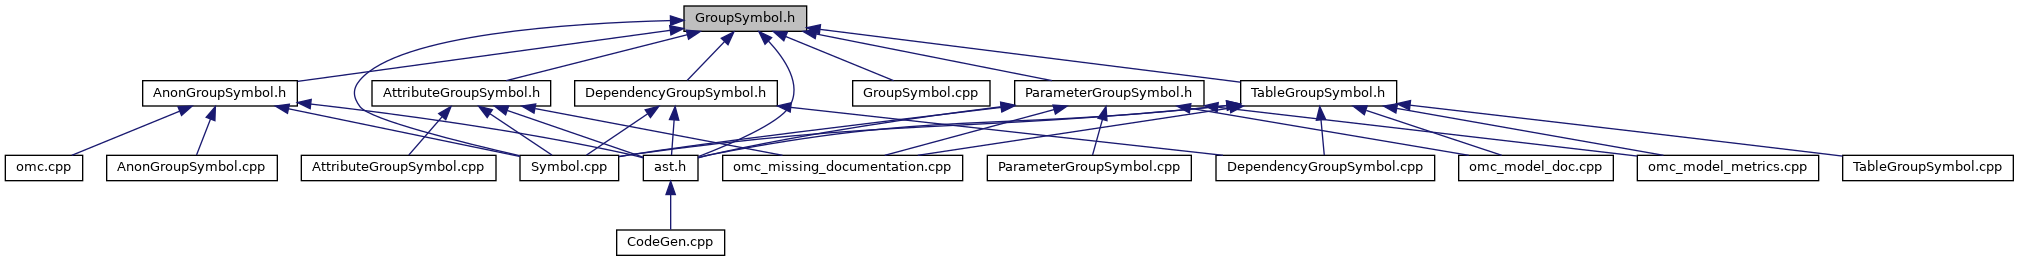 GroupSymbol.h
AnonGroupSymbol.h
AttributeGroupSymbol.h
DependencyGroupSymbol.h
GroupSymbol.cpp
ParameterGroupSymbol.h
TableGroupSymbol.h
omc.cpp
AnonGroupSymbol.cpp
AttributeGroupSymbol.cpp
Symbol.cpp
ast.h
omc_missing_documentation.cpp
ParameterGroupSymbol.cpp
DependencyGroupSymbol.cpp
omc_model_doc.cpp
omc_model_metrics.cpp
TableGroupSymbol.cpp
CodeGen.cpp